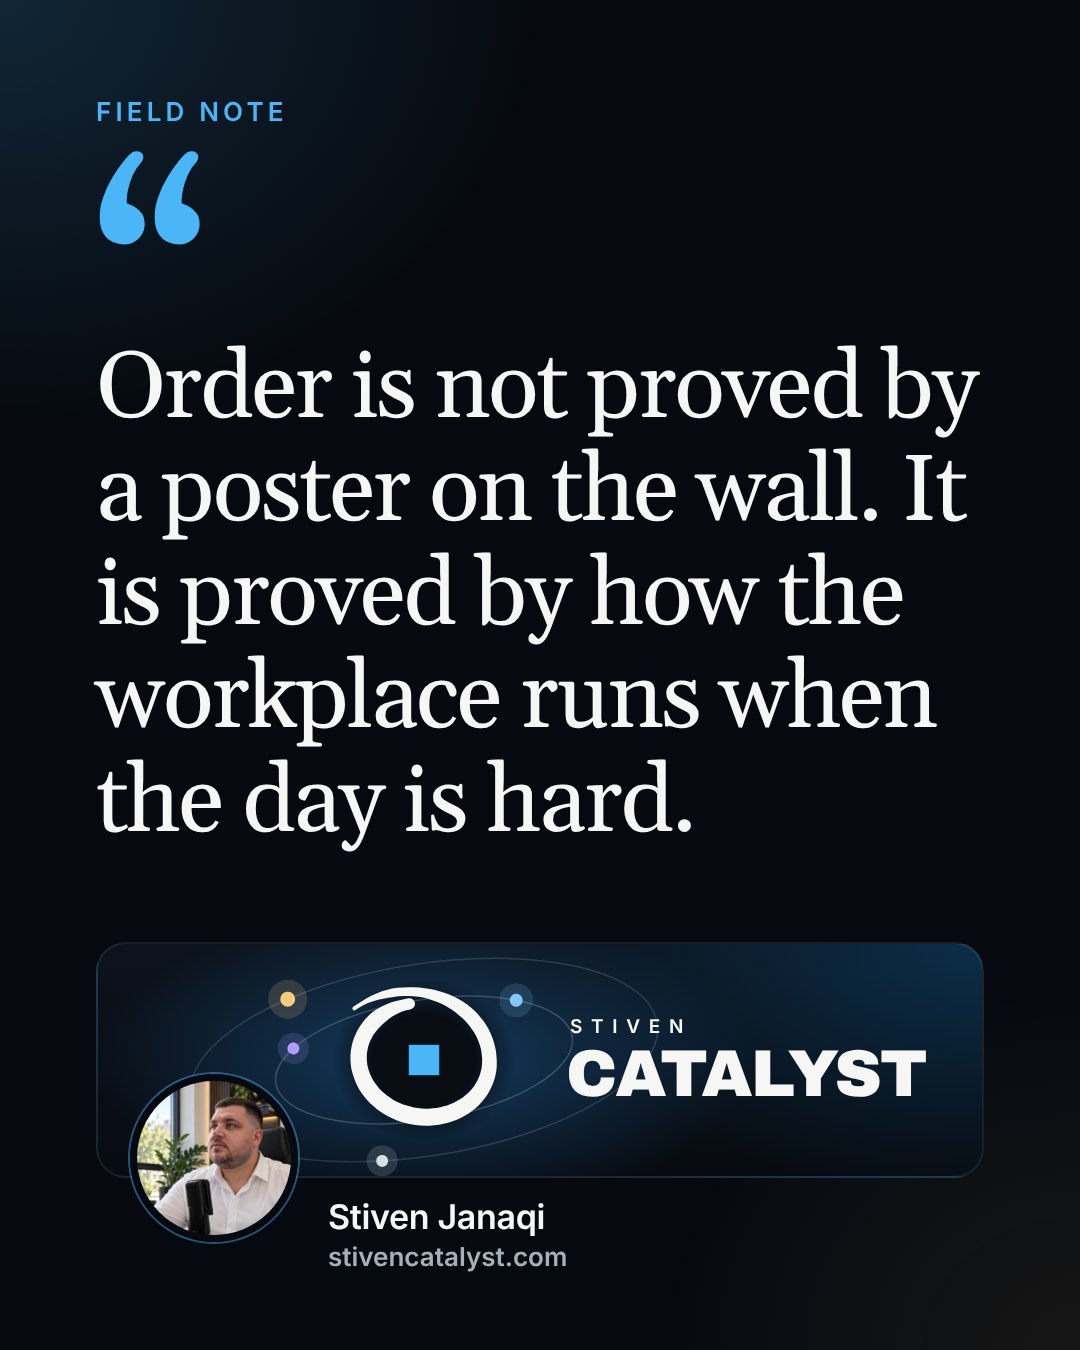 FIELD NOTE
“
Order is not proved by
a poster on the wall. It
is proved by how the
workplace runs when
the day is hard.
STIVEN
CATALYST
Stiven Janaqi
stivencatalyst.com